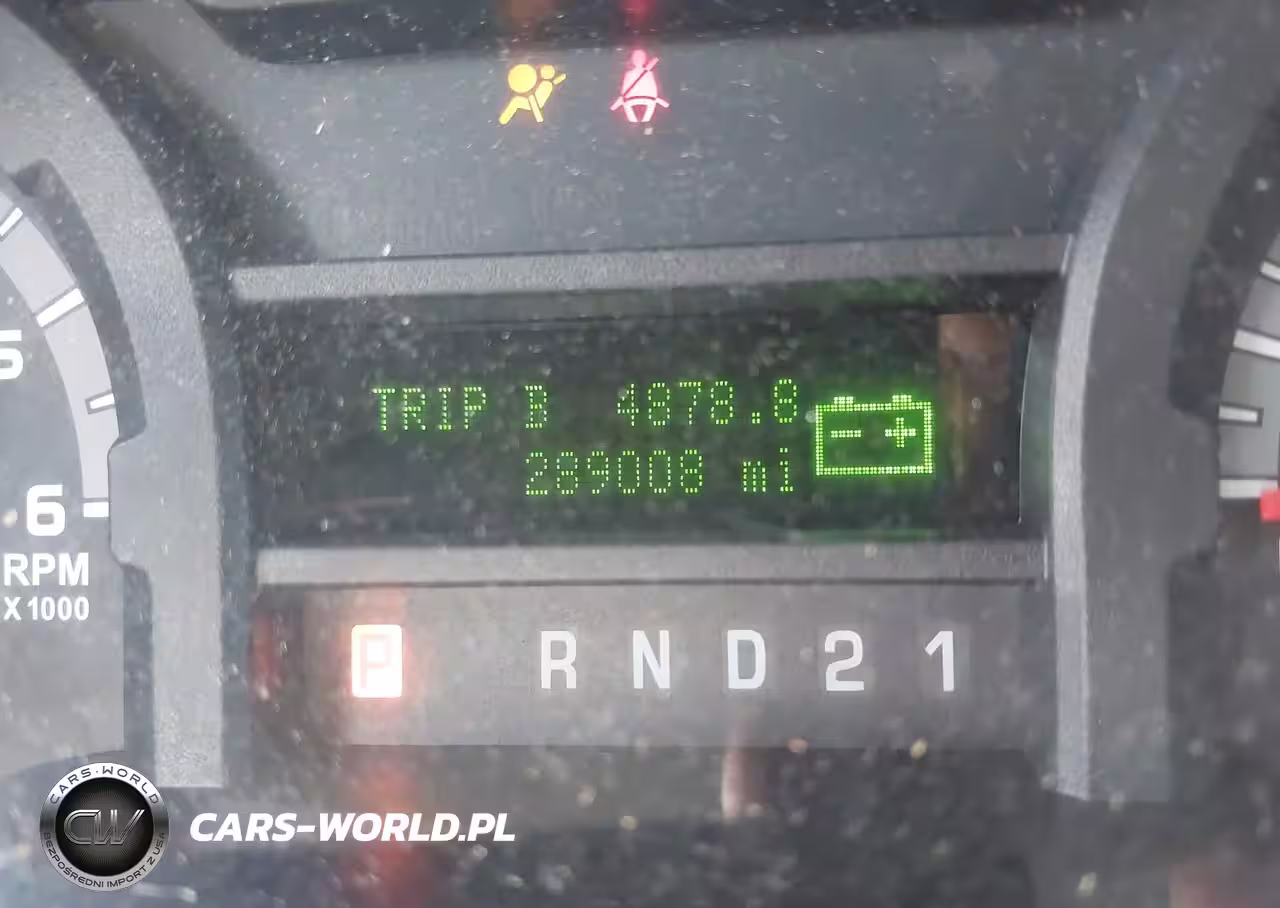 5
6
RPM
X 1000
TRIP B 4878.8
289008 mi
P R N D 2 1
CARS-WORLD
CW
BEZPOŚREDNI IMPORT Z USA
CARS-WORLD.PL